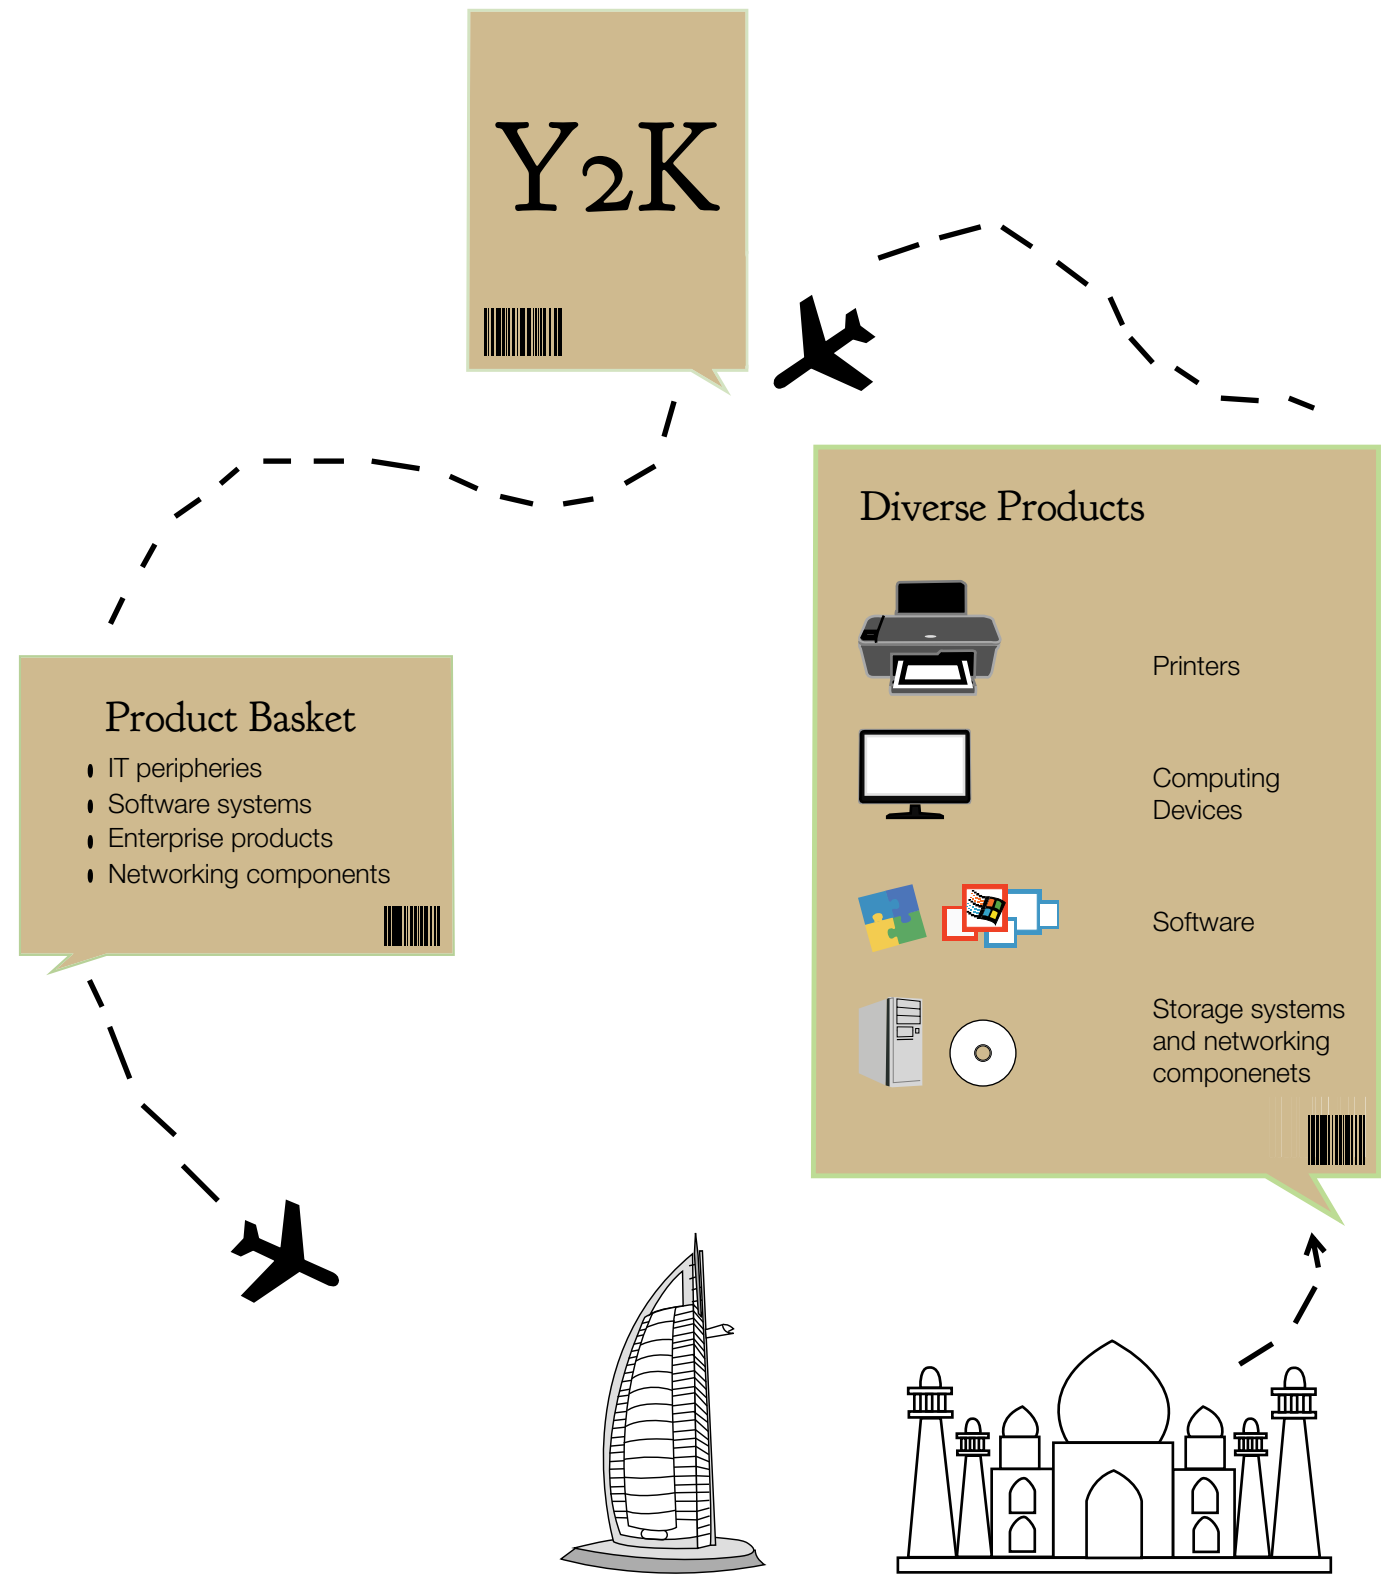 Y2K
Diverse Products
Printers
Computing
Devices
Software
Storage systems
and networking
componenets
Product Basket
IT peripheries
Software systems
Enterprise products
Networking components